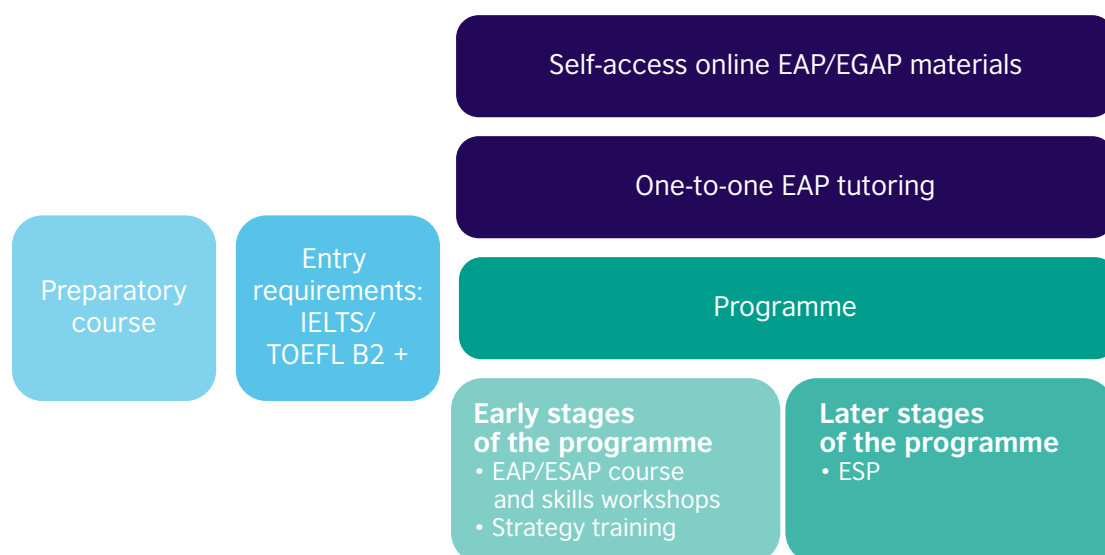 Self-access online EAP/EGAP materials
One-to-one EAP tutoring
Preparatory
course
Entry
requirements:
IELTS/
TOEFL B2 +
Programme
Early stages
of the programme
• EAP/ESAP course
and skills workshops
• Strategy training
Later stages
of the programme
• ESP